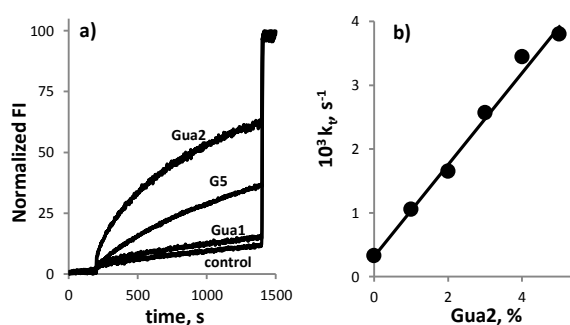 a)
Normalized FI
100
75
50
25
0
Gua2
G5
Gua1
control
0 500 1000 1500
time, s
b)
10³ kₜ, s⁻¹
4
3
2
1
0
0 2 4
Gua2, %